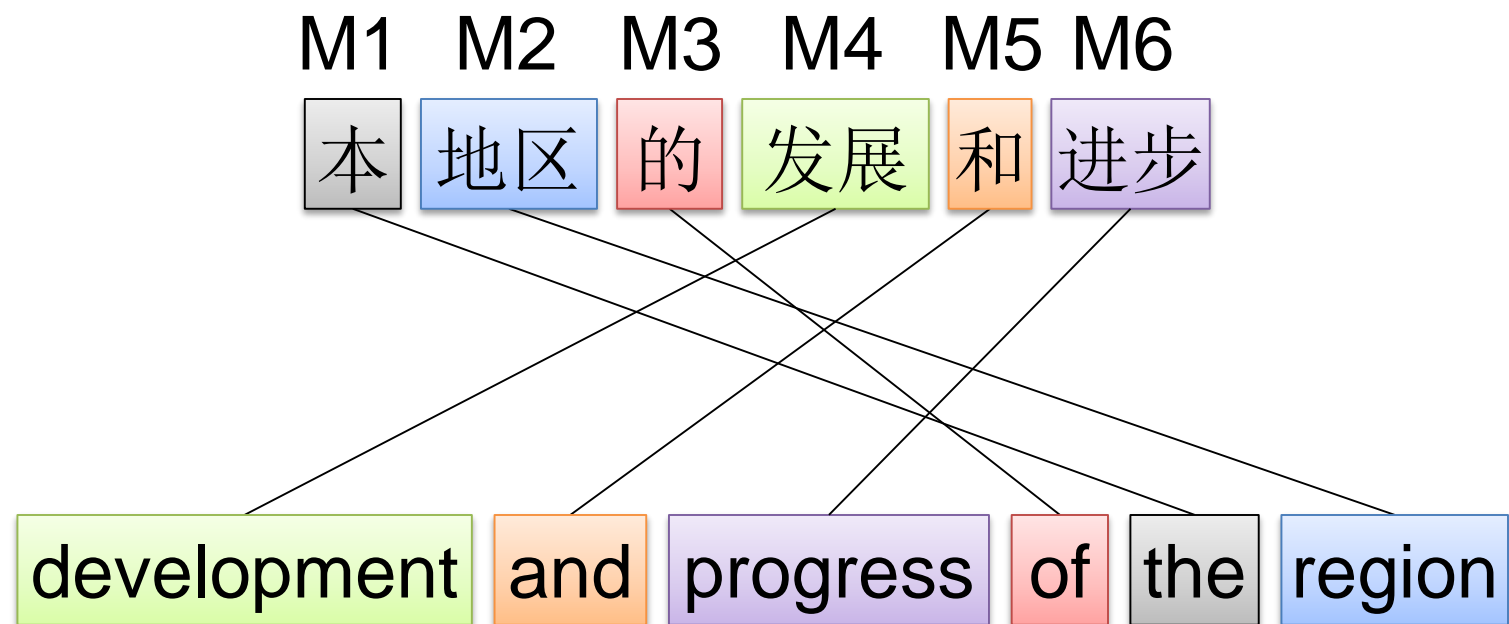 M1 M2 M3 M4 M5 M6
本 地区 的 发展 和 进步
development and progress of the region